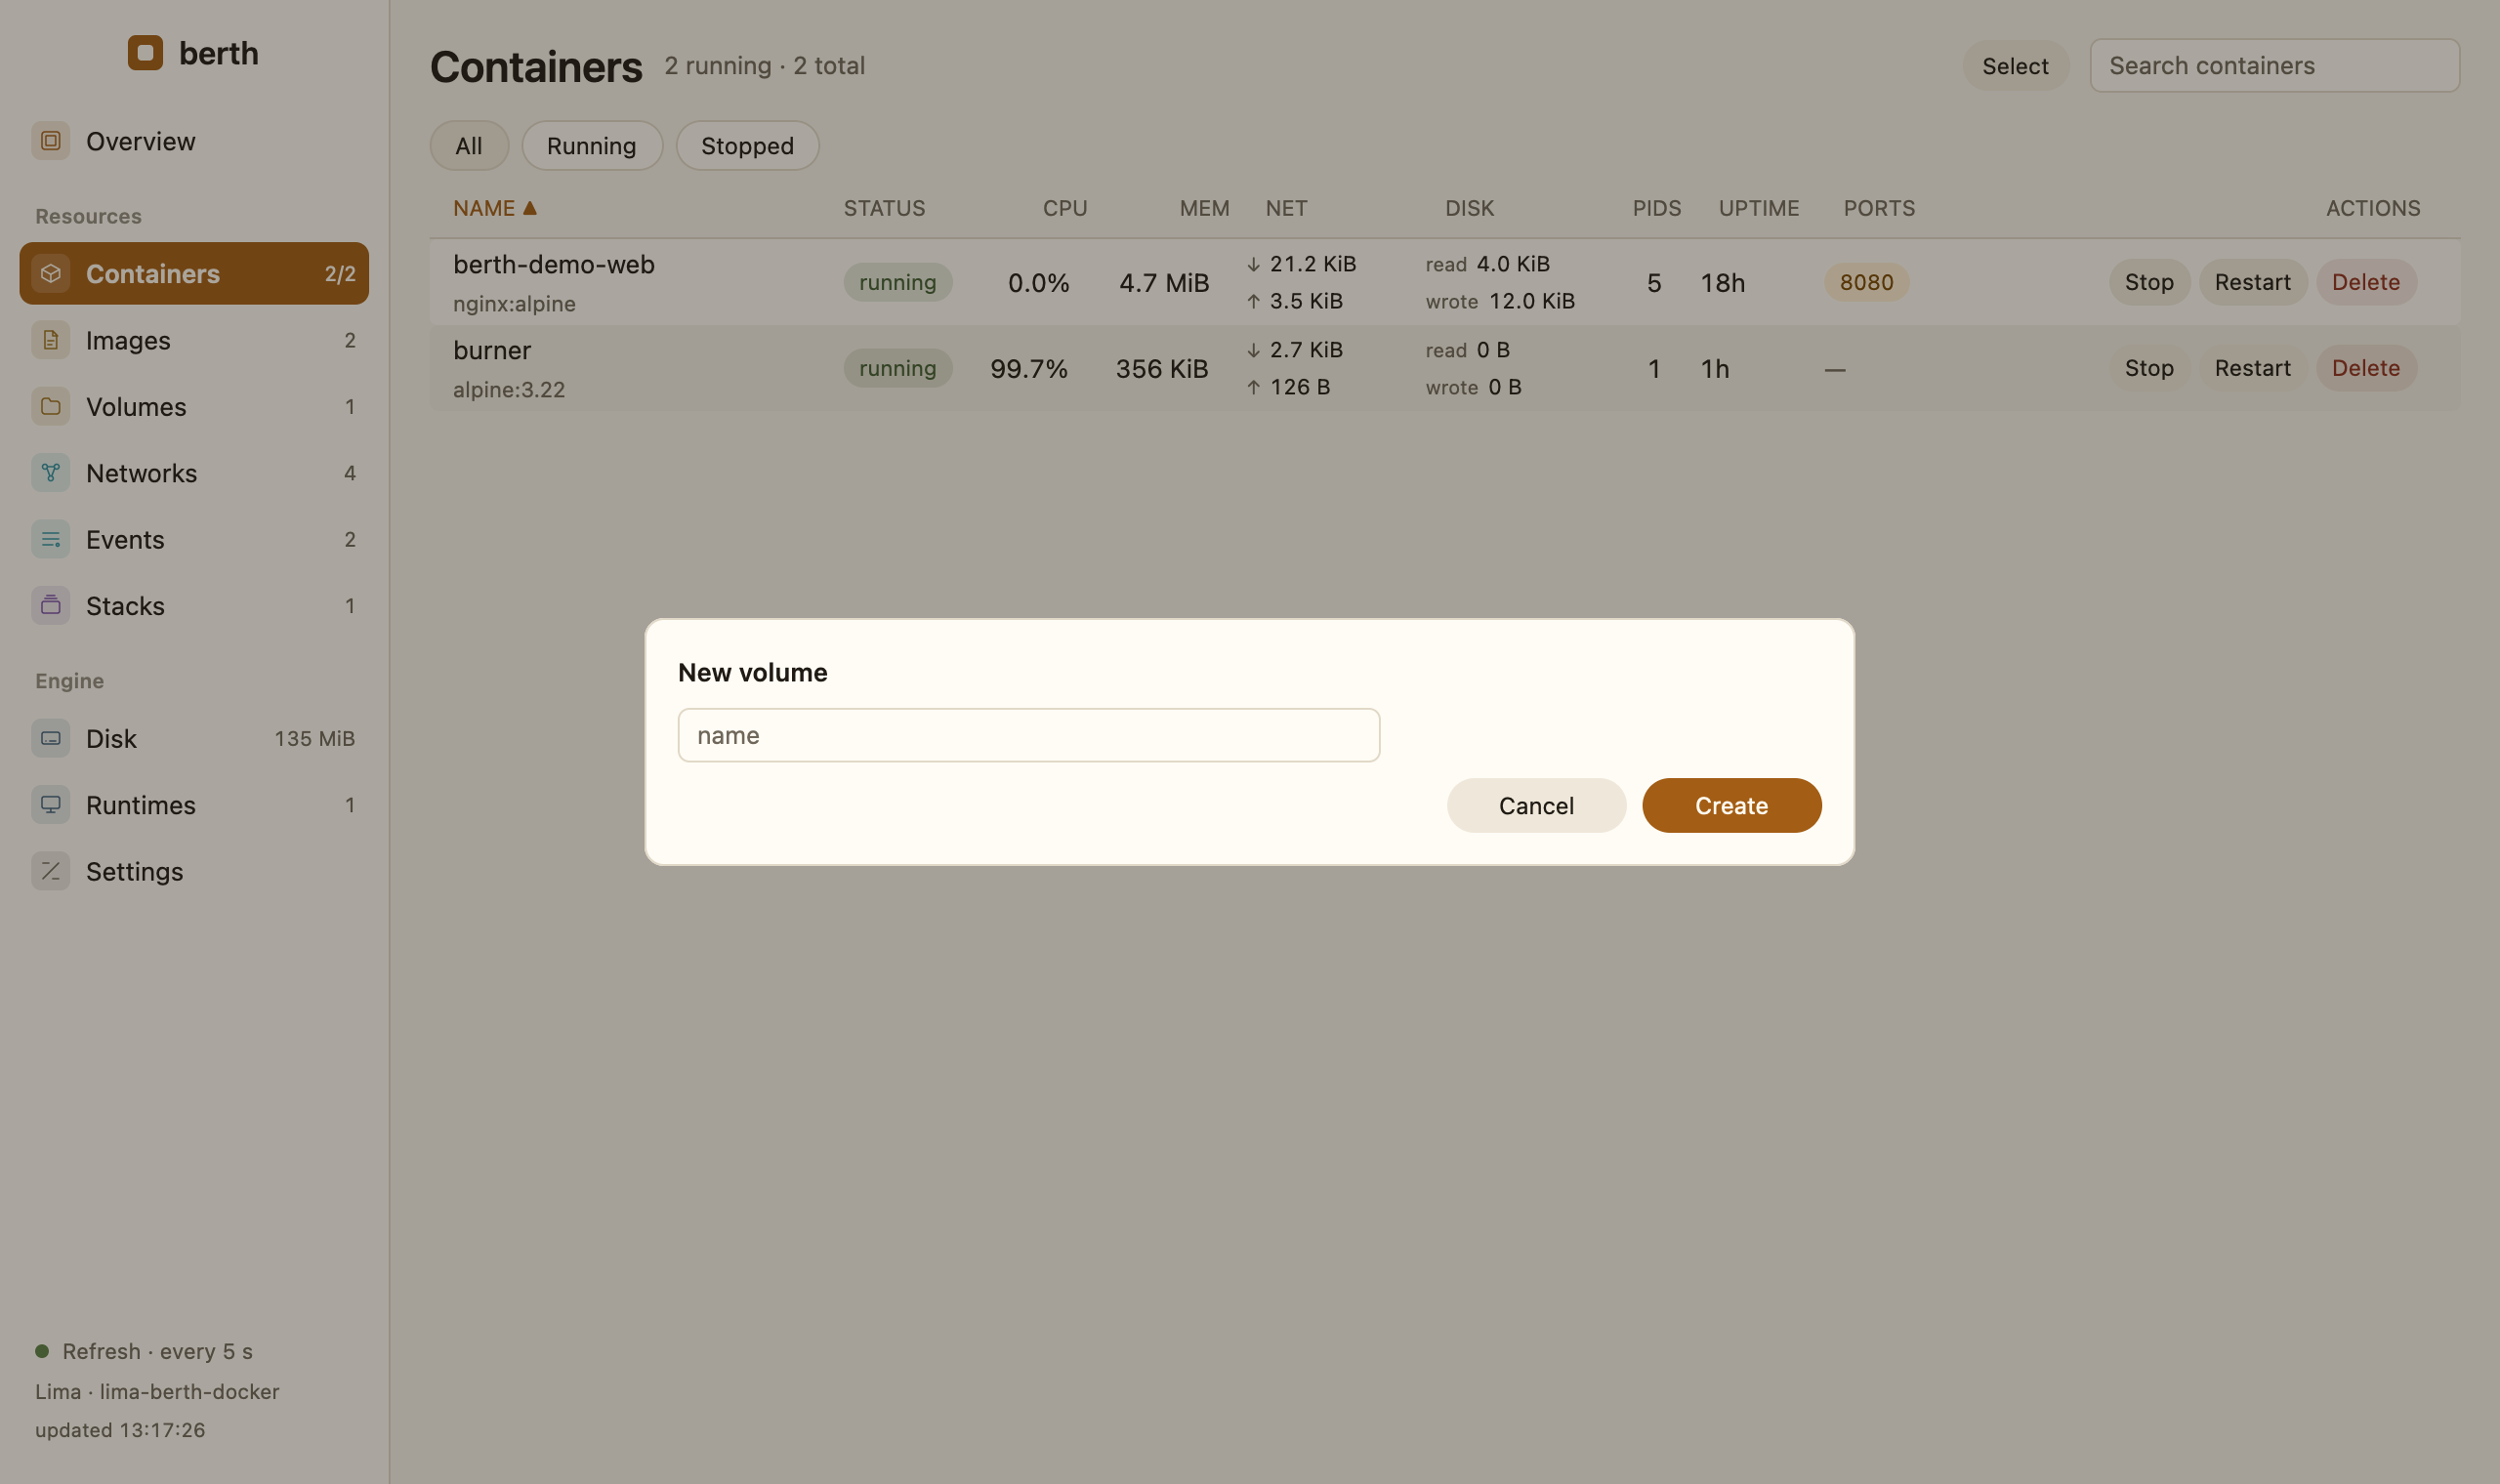 berth
Overview
Resources
Containers 2/2
Images 2
Volumes 1
Networks 4
Events 2
Stacks 1
Engine
Disk 135 MiB
Runtimes 1
Settings
Refresh · every 5 s
Lima · lima-berth-docker
updated 13:17:26
Containers 2 running · 2 total
Select
Search containers
All Running Stopped
NAME ▲ STATUS CPU MEM NET DISK PIDS UPTIME PORTS ACTIONS
berth-demo-web
nginx:alpine
running 0.0% 4.7 MiB
↓ 21.2 KiB
↑ 3.5 KiB
read 4.0 KiB
wrote 12.0 KiB
5 18h 8080 Stop Restart Delete
burner
alpine:3.22
running 99.7% 356 KiB
↓ 2.7 KiB
↑ 126 B
read 0 B
wrote 0 B
1 1h — Stop Restart Delete
New volume
name
Cancel Create